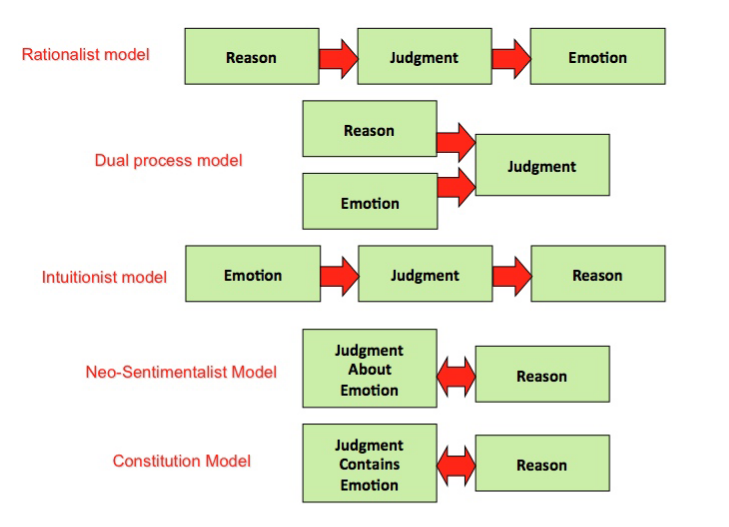 Rationalist model
Reason
Judgment
Emotion
Dual process model
Reason
Emotion
Judgment
Intuitionist model
Emotion
Judgment
Reason
Neo-Sentimentalist Model
Judgment
About
Emotion
Reason
Constitution Model
Judgment
Contains
Emotion
Reason